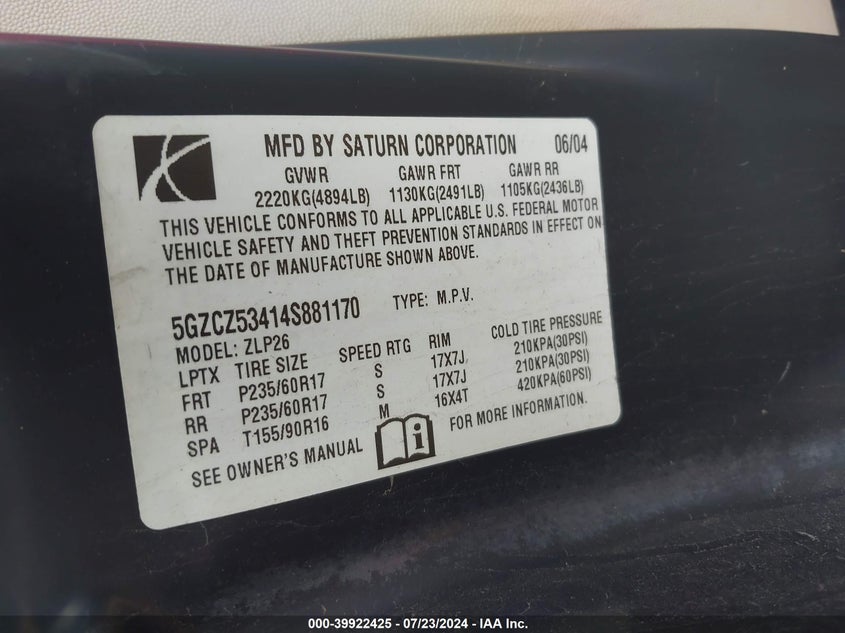 MFD BY SATURN CORPORATION 06/04
GVWR GAWR FRT GAWR RR
2220KG(4894LB) 1130KG(2491LB) 1105KG(2436LB)
THIS VEHICLE CONFORMS TO ALL APPLICABLE U.S. FEDERAL MOTOR
VEHICLE SAFETY AND THEFT PREVENTION STANDARDS IN EFFECT ON
THE DATE OF MANUFACTURE SHOWN ABOVE.
5GZCZ53414S881170 TYPE: M.P.V.
MODEL: ZLP26
LPTX TIRE SIZE SPEED RTG RIM COLD TIRE PRESSURE
FRT P235/60R17 S 17X7J 210KPA(30PSI)
RR P235/60R17 S 17X7J 210KPA(30PSI)
SPA T155/90R16 M 16X4T 420KPA(60PSI)
SEE OWNER'S MANUAL i FOR MORE INFORMATION.
000-39922425 / 07/23/2024 - IAA Inc.